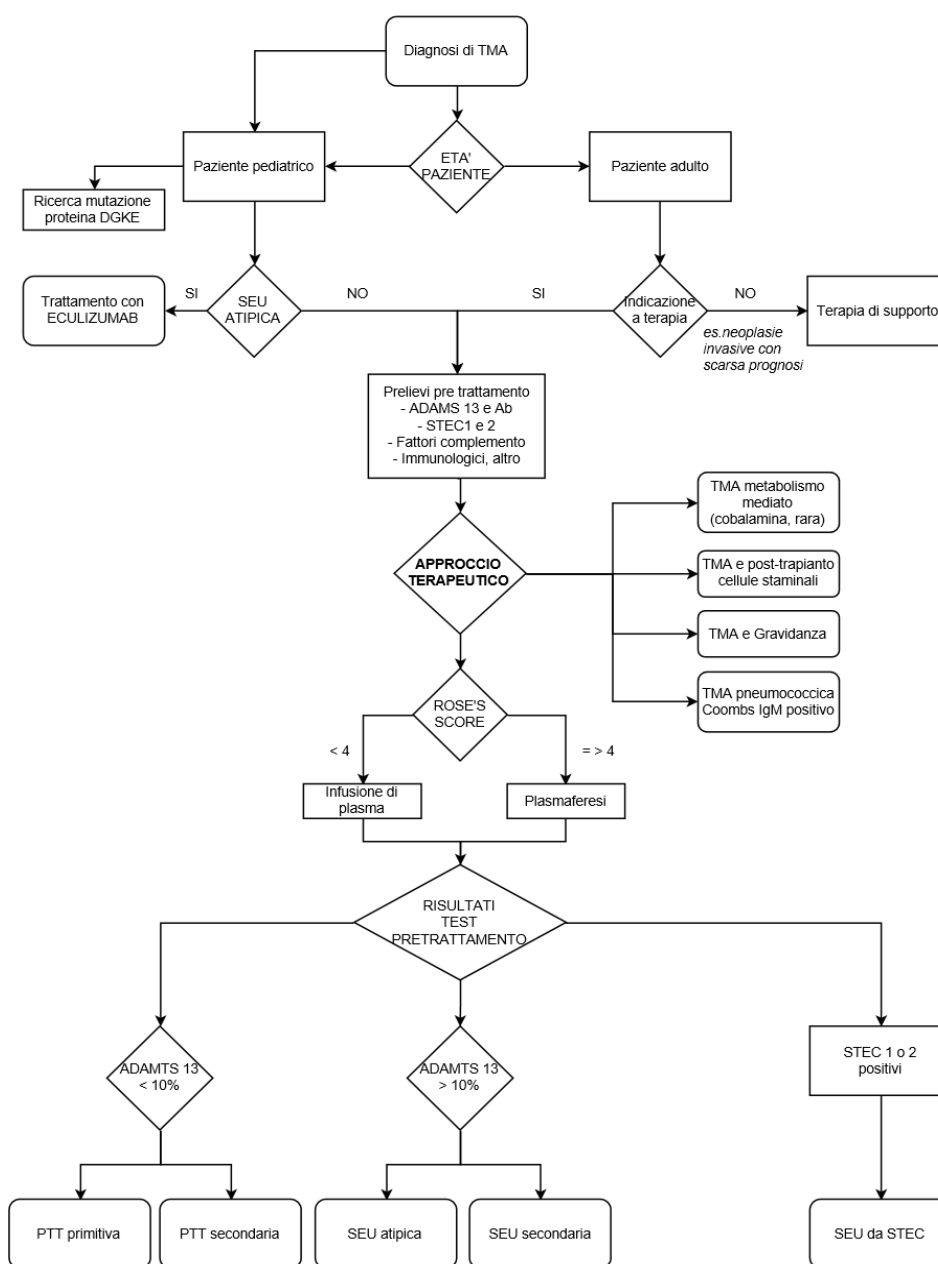 Diagnosi di TMA
Paziente pediatrico
ETA'
PAZIENTE
Paziente adulto
Ricerca mutazione
proteina DGKE
Trattamento con
ECULIZUMAB
SI
SEU
ATIPICA
NO
SI
Indicazione
a terapia
NO
es.neoplasie
invasive con
scarsa prognosi
Terapia di supporto
Prelievi pre trattamento
- ADAMS 13 e Ab
- STEC1 e 2
- Fattori complemento
- Immunologici, altro
APPROCCIO
TERAPEUTICO
TMA metabolismo
mediato
(cobalamina, rara)
TMA e post-trapianto
cellule staminali
TMA e Gravidanza
TMA pneumococcica
Coombs IgM positivo
ROSE'S
SCORE
< 4
= > 4
Infusione di
plasma
Plasmaferesi
RISULTATI
TEST
PRETRATTAMENTO
ADAMTS 13
< 10%
ADAMTS 13
> 10%
STEC 1 o 2
positivi
PTT primitiva
PTT secondaria
SEU atipica
SEU secondaria
SEU da STEC